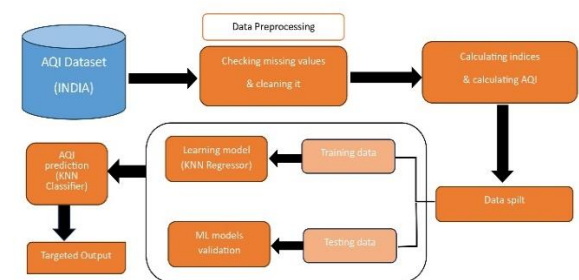 Data Preprocessing
AQI Dataset
(INDIA)
Checking missing values
& cleaning it
Calculating indices
& calculating AQI
AQI
prediction
(KNN
Classifier)
Learning model
(KNN Regressor)
Training data
Data spilt
ML models
validation
Testing data
Targeted Output